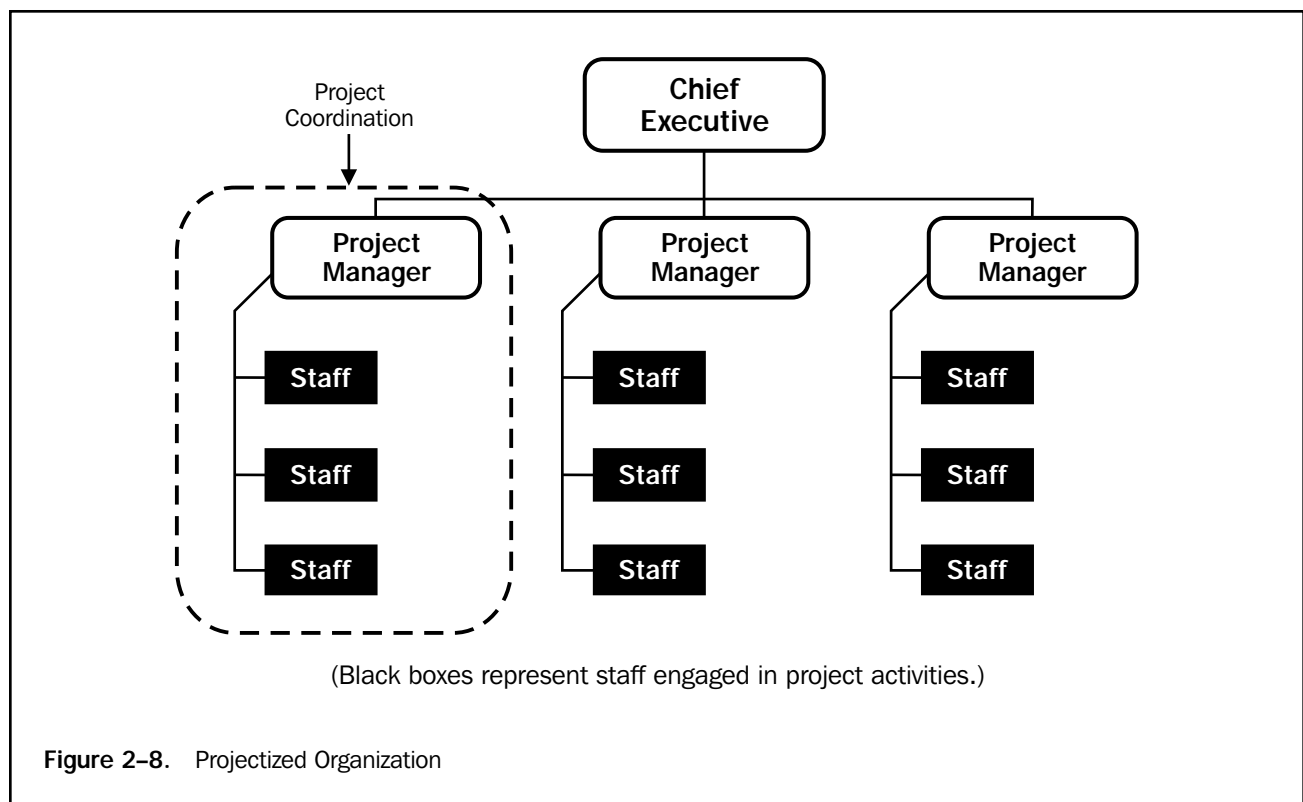 Project
Coordination
Chief
Executive
Project
Manager
Project
Manager
Project
Manager
Staff
Staff
Staff
Staff
Staff
Staff
Staff
Staff
Staff
(Black boxes represent staff engaged in project activities.)
Figure 2–8. Projectized Organization